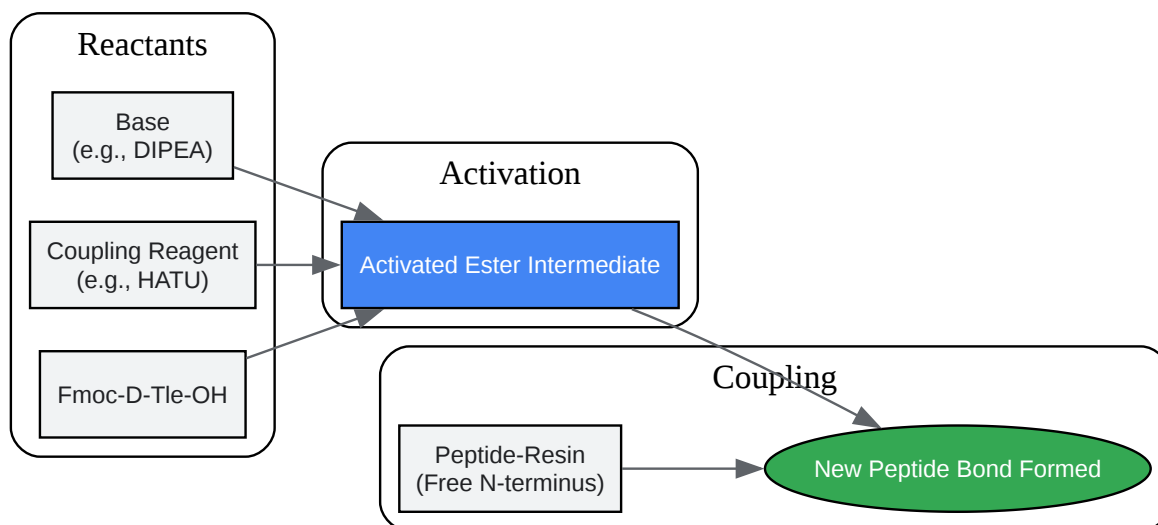 Reactants
Base
(e.g., DIPEA)
Coupling Reagent
(e.g., HATU)
Fmoc-D-Tle-OH
Activation
Activated Ester Intermediate
Coupling
Peptide-Resin
(Free N-terminus)
New Peptide Bond Formed